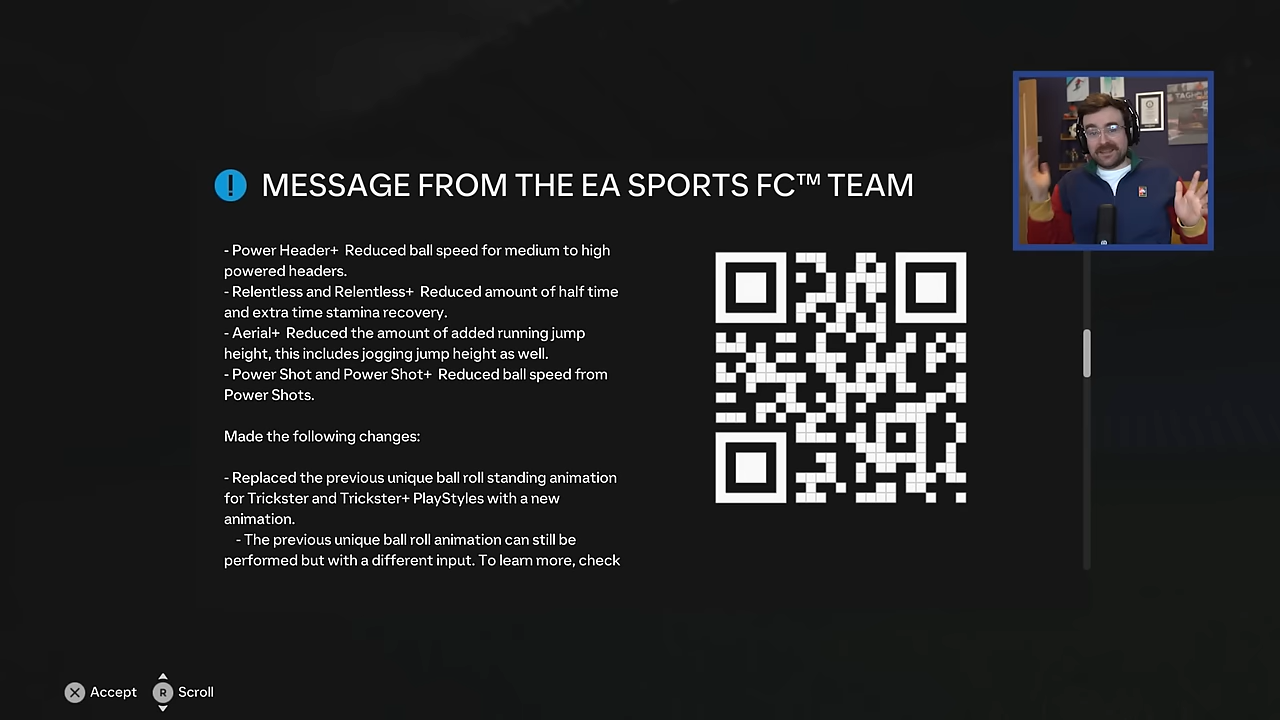 MESSAGE FROM THE EA SPORTS FC™ TEAM
- Power Header+ Reduced ball speed for medium to high
powered headers.
- Relentless and Relentless+ Reduced amount of half time
and extra time stamina recovery.
- Aerial+ Reduced the amount of added running jump
height, this includes jogging jump height as well.
- Power Shot and Power Shot+ Reduced ball speed from
Power Shots.
Made the following changes:
- Replaced the previous unique ball roll standing animation
for Trickster and Trickster+ PlayStyles with a new
animation.
- The previous unique ball roll animation can still be
performed but with a different input. To learn more, check
Accept
R
Scroll